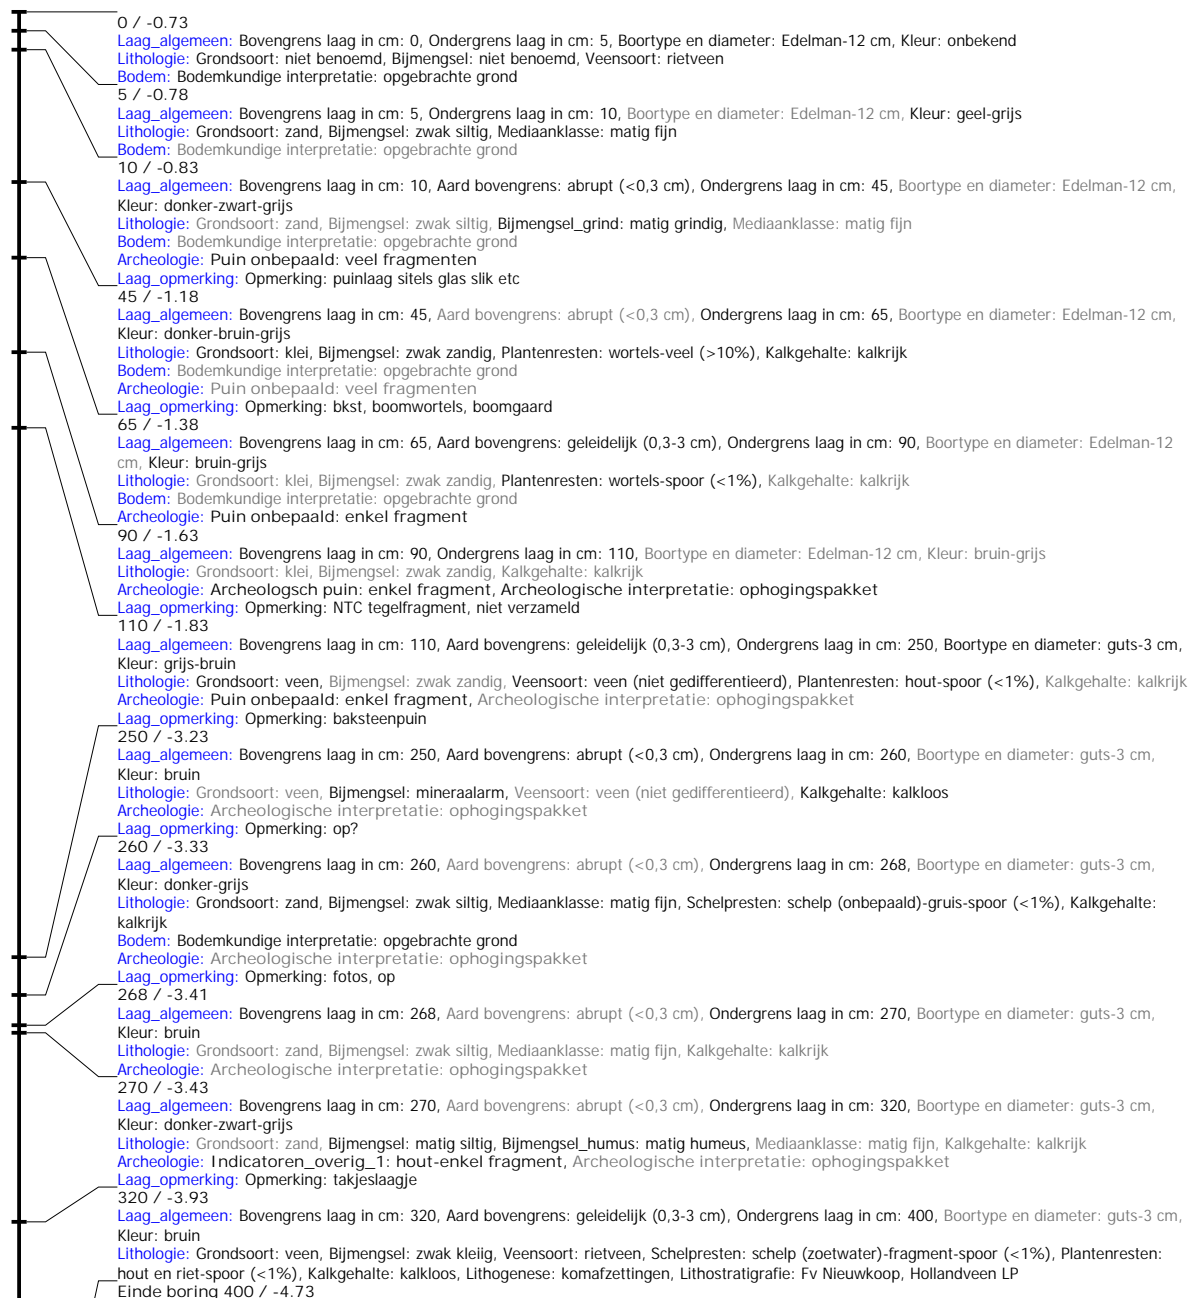 0 / -0.73
Laag_algemeen: Bovengrens laag in cm: 0, Ondergrens laag in cm: 5, Boortype en diameter: Edelman-12 cm, Kleur: onbekend
Lithologie: Grondsoort: niet benoemd, Bijmengsel: niet benoemd, Veensoort: rietveen
Bodem: Bodemkundige interpretatie: opgebrachte grond
5 / -0.78
Laag_algemeen: Bovengrens laag in cm: 5, Ondergrens laag in cm: 10, Boortype en diameter: Edelman-12 cm, Kleur: geel-grijs
Lithologie: Grondsoort: zand, Bijmengsel: zwak siltig, Mediaanklasse: matig fijn
Bodem: Bodemkundige interpretatie: opgebrachte grond
10 / -0.83
Laag_algemeen: Bovengrens laag in cm: 10, Aard bovengrens: abrupt (<0,3 cm), Ondergrens laag in cm: 45, Boortype en diameter: Edelman-12 cm,
Kleur: donker-zwart-grijs
Lithologie: Grondsoort: zand, Bijmengsel: zwak siltig, Bijmengsel_grind: matig grindig, Mediaanklasse: matig fijn
Bodem: Bodemkundige interpretatie: opgebrachte grond
Archeologie: Puin onbepaald: veel fragmenten
Laag_opmerking: Opmerking: puinlaag sitels glas slik etc
45 / -1.18
Laag_algemeen: Bovengrens laag in cm: 45, Aard bovengrens: abrupt (<0,3 cm), Ondergrens laag in cm: 65, Boortype en diameter: Edelman-12 cm,
Kleur: donker-bruin-grijs
Lithologie: Grondsoort: klei, Bijmengsel: zwak zandig, Plantenresten: wortels-veel (>10%), Kalkgehalte: kalkrijk
Bodem: Bodemkundige interpretatie: opgebrachte grond
Archeologie: Puin onbepaald: veel fragmenten
Laag_opmerking: Opmerking: bkst, boomwortels, boomgaard
65 / -1.38
Laag_algemeen: Bovengrens laag in cm: 65, Aard bovengrens: geleidelijk (0,3-3 cm), Ondergrens laag in cm: 90, Boortype en diameter: Edelman-12
cm, Kleur: bruin-grijs
Lithologie: Grondsoort: klei, Bijmengsel: zwak zandig, Plantenresten: wortels-spoor (<1%), Kalkgehalte: kalkrijk
Bodem: Bodemkundige interpretatie: opgebrachte grond
Archeologie: Puin onbepaald: enkel fragment
90 / -1.63
Laag_algemeen: Bovengrens laag in cm: 90, Ondergrens laag in cm: 110, Boortype en diameter: Edelman-12 cm, Kleur: bruin-grijs
Lithologie: Grondsoort: klei, Bijmengsel: zwak zandig, Kalkgehalte: kalkrijk
Archeologie: Archeologsch puin: enkel fragment, Archeologische interpretatie: ophogingspakket
Laag_opmerking: Opmerking: NTC tegelfragment, niet verzameld
110 / -1.83
Laag_algemeen: Bovengrens laag in cm: 110, Aard bovengrens: geleidelijk (0,3-3 cm), Ondergrens laag in cm: 250, Boortype en diameter: guts-3 cm,
Kleur: grijs-bruin
Lithologie: Grondsoort: veen, Bijmengsel: zwak zandig, Veensoort: veen (niet gedifferentieerd), Plantenresten: hout-spoor (<1%), Kalkgehalte: kalkrijk
Archeologie: Puin onbepaald: enkel fragment, Archeologische interpretatie: ophogingspakket
Laag_opmerking: Opmerking: baksteenpuin
250 / -3.23
Laag_algemeen: Bovengrens laag in cm: 250, Aard bovengrens: abrupt (<0,3 cm), Ondergrens laag in cm: 260, Boortype en diameter: guts-3 cm,
Kleur: bruin
Lithologie: Grondsoort: veen, Bijmengsel: mineraalarm, Veensoort: veen (niet gedifferentieerd), Kalkgehalte: kalkloos
Archeologie: Archeologische interpretatie: ophogingspakket
Laag_opmerking: Opmerking: op?
260 / -3.33
Laag_algemeen: Bovengrens laag in cm: 260, Aard bovengrens: abrupt (<0,3 cm), Ondergrens laag in cm: 268, Boortype en diameter: guts-3 cm,
Kleur: donker-grijs
Lithologie: Grondsoort: zand, Bijmengsel: zwak siltig, Mediaanklasse: matig fijn, Schelpresten: schelp (onbepaald)-gruis-spoor (<1%), Kalkgehalte:
kalkrijk
Bodem: Bodemkundige interpretatie: opgebrachte grond
Archeologie: Archeologische interpretatie: ophogingspakket
Laag_opmerking: Opmerking: fotos, op
268 / -3.41
Laag_algemeen: Bovengrens laag in cm: 268, Aard bovengrens: abrupt (<0,3 cm), Ondergrens laag in cm: 270, Boortype en diameter: guts-3 cm,
Kleur: bruin
Lithologie: Grondsoort: zand, Bijmengsel: zwak siltig, Mediaanklasse: matig fijn, Kalkgehalte: kalkrijk
Archeologie: Archeologische interpretatie: ophogingspakket
270 / -3.43
Laag_algemeen: Bovengrens laag in cm: 270, Aard bovengrens: abrupt (<0,3 cm), Ondergrens laag in cm: 320, Boortype en diameter: guts-3 cm,
Kleur: donker-zwart-grijs
Lithologie: Grondsoort: zand, Bijmengsel: matig siltig, Bijmengsel_humus: matig humeus, Mediaanklasse: matig fijn, Kalkgehalte: kalkrijk
Archeologie: Indicatoren_overig_1: hout-enkel fragment, Archeologische interpretatie: ophogingspakket
Laag_opmerking: Opmerking: takjeslaagje
320 / -3.93
Laag_algemeen: Bovengrens laag in cm: 320, Aard bovengrens: geleidelijk (0,3-3 cm), Ondergrens laag in cm: 400, Boortype en diameter: guts-3 cm,
Kleur: bruin
Lithologie: Grondsoort: veen, Bijmengsel: zwak kleiig, Veensoort: rietveen, Schelpresten: schelp (zoetwater)-fragment-spoor (<1%), Plantenresten:
hout en riet-spoor (<1%), Kalkgehalte: kalkloos, Lithogenese: komafzettingen, Lithostratigrafie: Fv Nieuwkoop, Hollandveen LP
Einde boring 400 / -4.73